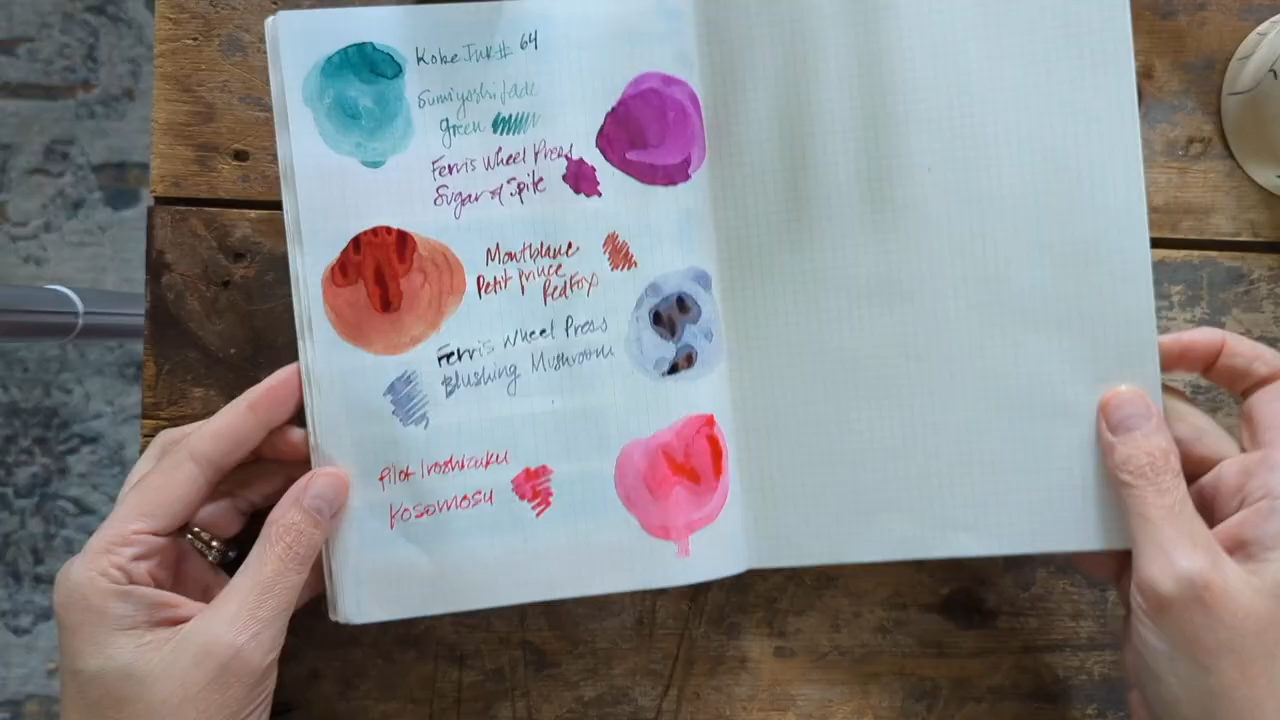 Kobe Ink # 64
Sumiyoshi Jade
green
Ferris Wheel Press
Sugar & Spite
Montblanc
Petit prince
Red Fox
Ferris Wheel Press
Blushing Mushroom
Pilot Iroshizuku
Kosomosu